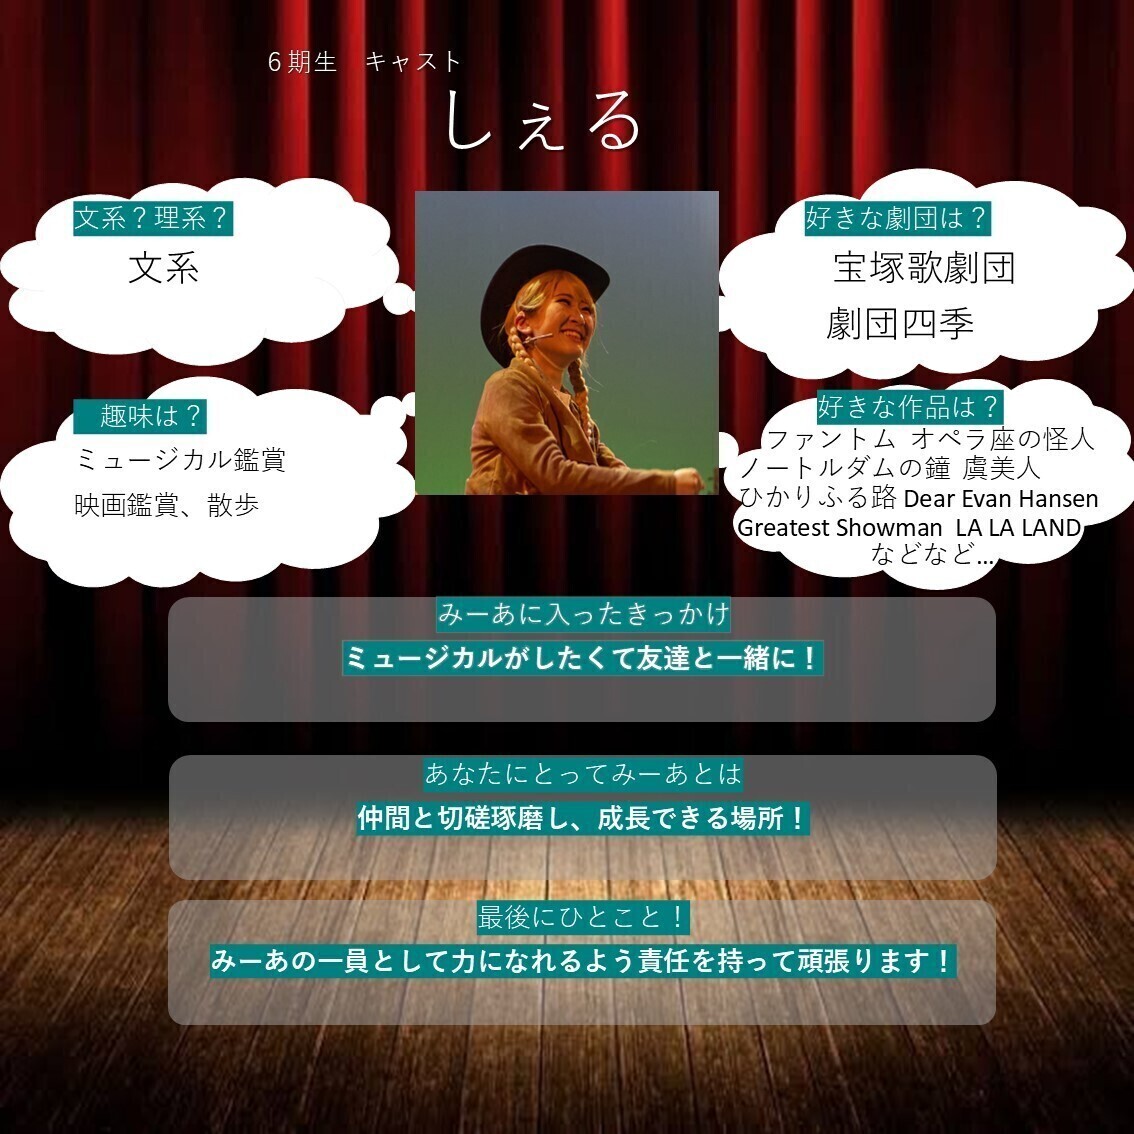 6期生　キャスト
しぇる
文系？理系？
文系
好きな劇団は？
宝塚歌劇団
劇団四季
趣味は？
ミュージカル鑑賞
映画鑑賞、散歩
好きな作品は？
ファントム オペラ座の怪人
ノートルダムの鐘 虞美人
ひかりふる路 Dear Evan Hansen
Greatest Showman LA LA LAND
などなど…
みーあに入ったきっかけ
ミュージカルがしたくて友達と一緒に！
あなたにとってみーあとは
仲間と切磋琢磨し、成長できる場所！
最後にひとこと！
みーあの一員として力になれるよう責任を持って頑張ります！